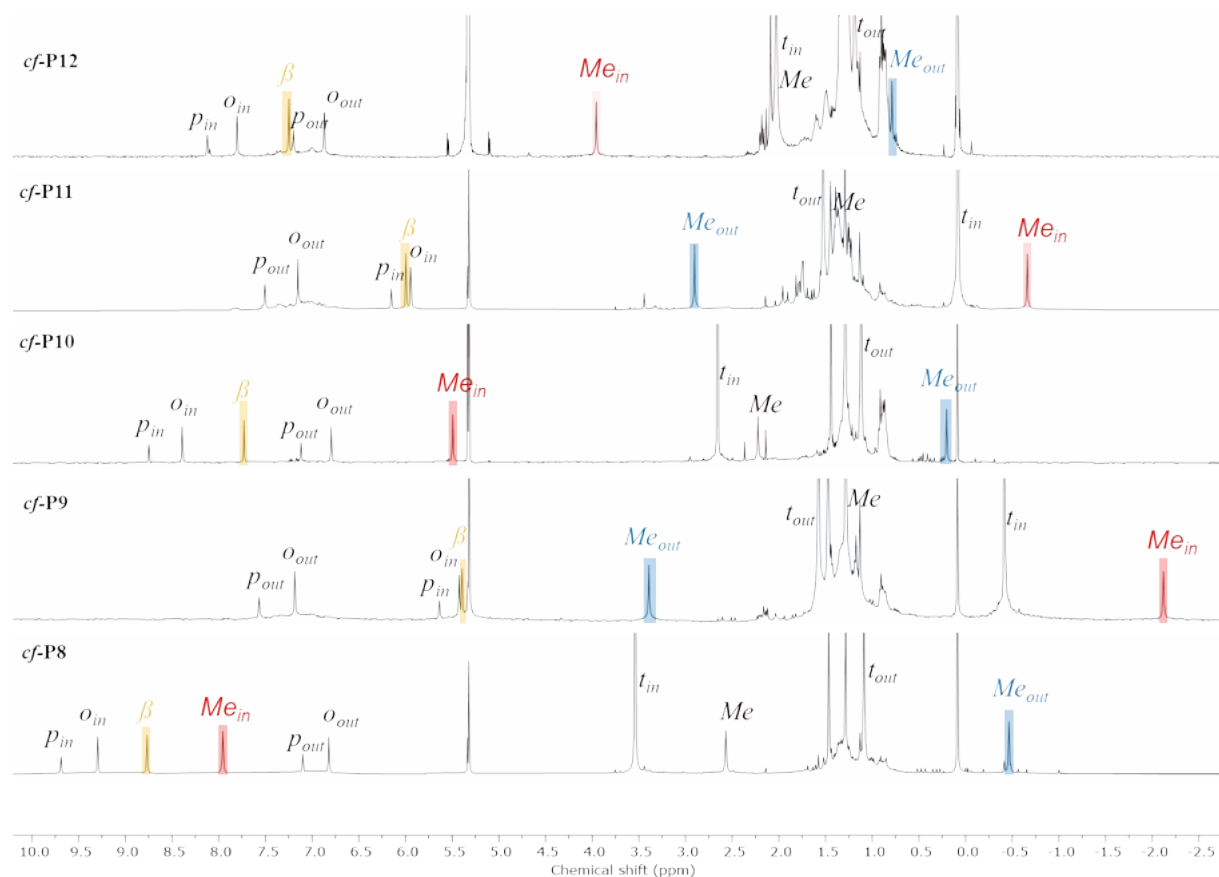 cf-P12
p_in
o_in
β
p_out
o_out
Me_in
t_in
Me
t_out
Me_out
cf-P11
p_out
o_out
p_in
β
o_in
Me_out
t_out
Me
t_in
Me_in
cf-P10
p_in
o_in
β
p_out
o_out
Me_in
t_in
Me
t_out
Me_out
cf-P9
p_out
o_out
p_in
o_in
β
Me_out
t_out
Me
t_in
Me_in
cf-P8
p_in
o_in
β
Me_in
p_out
o_out
t_in
Me
t_out
Me_out
10.0 9.5 9.0 8.5 8.0 7.5 7.0 6.5 6.0 5.5 5.0 4.5 4.0 3.5 3.0 2.5 2.0 1.5 1.0 0.5 0.0 -0.5 -1.0 -1.5 -2.0 -2.5
Chemical shift (ppm)